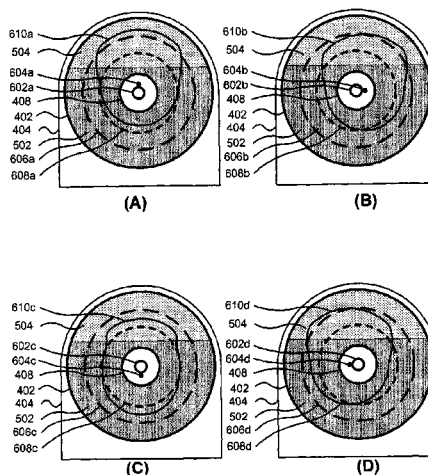 610a
504
604a
602a
408
402
404
502
606a
608a
(A)
610b
504
604b
602b
408
402
404
502
606b
608b
(B)
610c
504
602c
604c
408
402
404
502
606c
608c
(C)
610d
504
602d
604d
408
402
404
502
606d
608d
(D)